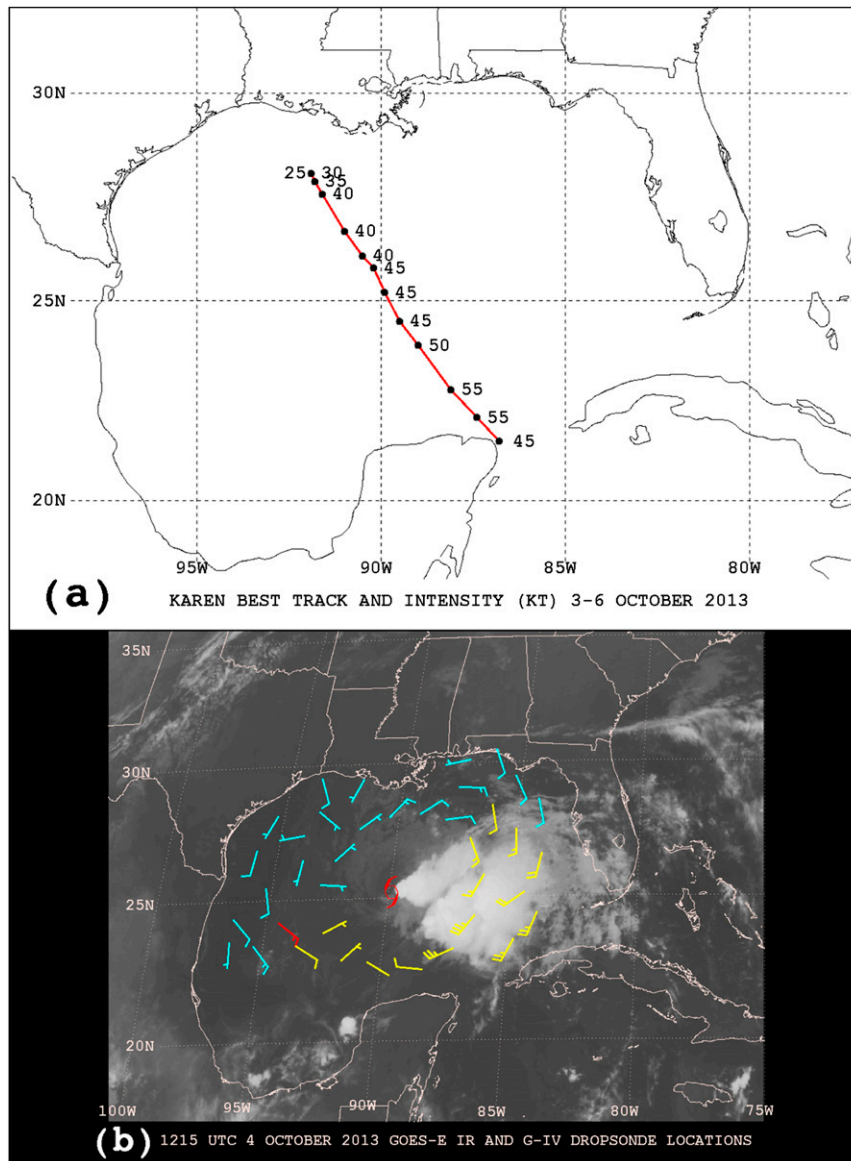 30N
25 30
35
40
40
40
45
25N
45
45
50
55
55
45
20N
95W 90W 85W 80W
(a) KAREN BEST TRACK AND INTENSITY (KT) 3-6 OCTOBER 2013
35N
30N
25N
20N
100W 95W 90W 85W 80W 75W
(b) 1215 UTC 4 OCTOBER 2013 GOES-E IR AND G-IV DROPSONDE LOCATIONS